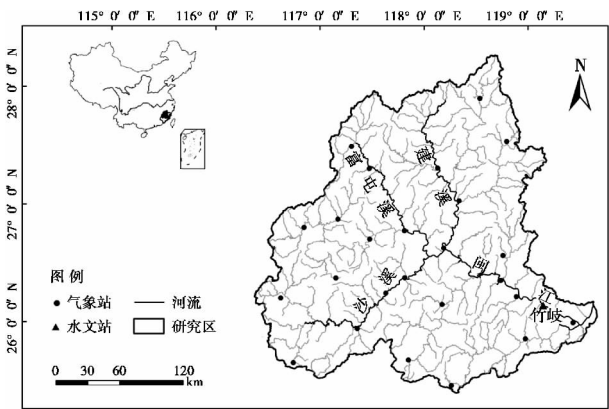 115° 0′ 0″ E 116° 0′ 0″ E 117° 0′ 0″ E 118° 0′ 0″ E 119° 0′ 0″ E
28° 0′ 0″ N
27° 0′ 0″ N
26° 0′ 0″ N
N
富屯溪
建溪
沙溪
闽江
竹岐
图 例
气象站
河流
水文站
研究区
0 30 60 120
km